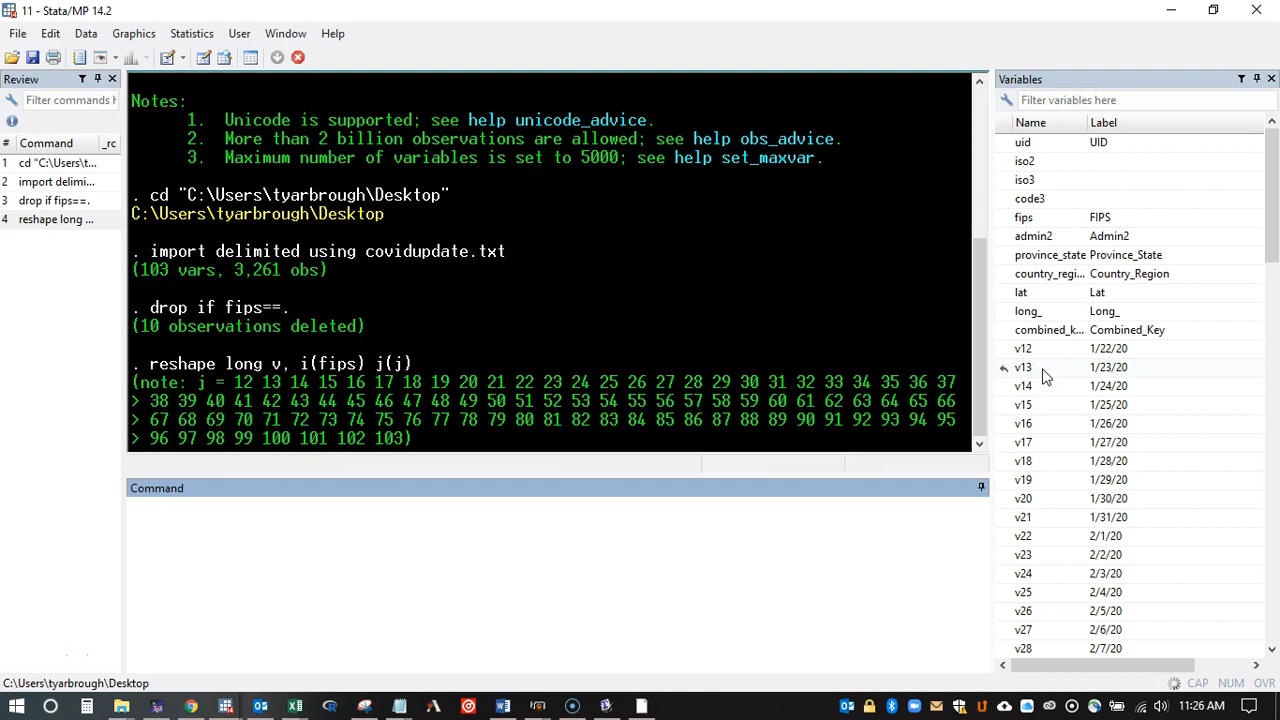 11 - Stata/MP 14.2
File Edit Data Graphics Statistics User Window Help
Review
Filter commands h
# Command _rc
1 cd "C:\Users\t...
2 import delimi...
3 drop if fips==.
4 reshape long ...
Notes:
1. Unicode is supported; see help unicode_advice.
2. More than 2 billion observations are allowed; see help obs_advice.
3. Maximum number of variables is set to 5000; see help set_maxvar.
. cd "C:\Users\tyarbrough\Desktop"
C:\Users\tyarbrough\Desktop
. import delimited using covidupdate.txt
(103 vars, 3,261 obs)
. drop if fips==.
(10 observations deleted)
. reshape long v, i(fips) j(j)
(note: j = 12 13 14 15 16 17 18 19 20 21 22 23 24 25 26 27 28 29 30 31 32 33 34 35 36 37
> 38 39 40 41 42 43 44 45 46 47 48 49 50 51 52 53 54 55 56 57 58 59 60 61 62 63 64 65 66
> 67 68 69 70 71 72 73 74 75 76 77 78 79 80 81 82 83 84 85 86 87 88 89 90 91 92 93 94 95
> 96 97 98 99 100 101 102 103)
Command
Variables
Filter variables here
Name Label
uid UID
iso2
iso3
code3
fips FIPS
admin2 Admin2
province_state Province_State
country_regi... Country_Region
lat Lat
long_ Long_
combined_k... Combined_Key
v12 1/22/20
v13 1/23/20
v14 1/24/20
v15 1/25/20
v16 1/26/20
v17 1/27/20
v18 1/28/20
v19 1/29/20
v20 1/30/20
v21 1/31/20
v22 2/1/20
v23 2/2/20
v24 2/3/20
v25 2/4/20
v26 2/5/20
v27 2/6/20
v28 2/7/20
C:\Users\tyarbrough\Desktop
CAP NUM OVR
11:26 AM